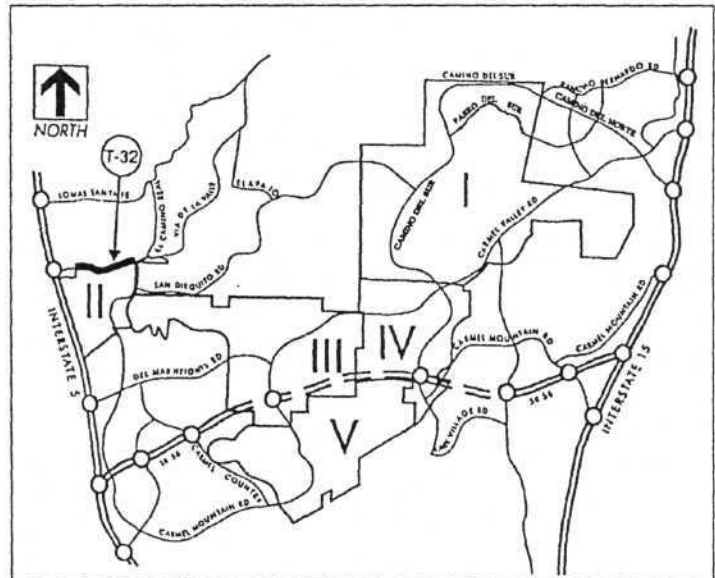 CAMINO DEL SUR
RANCHO BERNARDO RD
CAMINO DEL NORTE
PASEO DEL SUR
NORTH
T-32
LOMAS SANTA FE
EL CAMINO REAL
VIA DE LA VALLE
EL APAJO
CAMINO DEL SUR
I
CARMEL VALLEY RD
SAN DIEGUITO RD
II
INTERSTATE 5
DEL MAR HEIGHTS RD
III
IV
CARMEL MOUNTAIN RD
CARMEL MOUNTAIN RD
INTERSTATE 15
V
VILLAGE RD
SR 56
SR 56
CARMEL COUNTRY
CARMEL MOUNTAIN RD